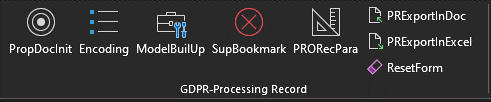 PropDocInit Encoding ModelBuilUp SupBookmark PRORecPara
PRExportInDoc
PRExportInExcel
ResetForm
GDPR-Processing Record